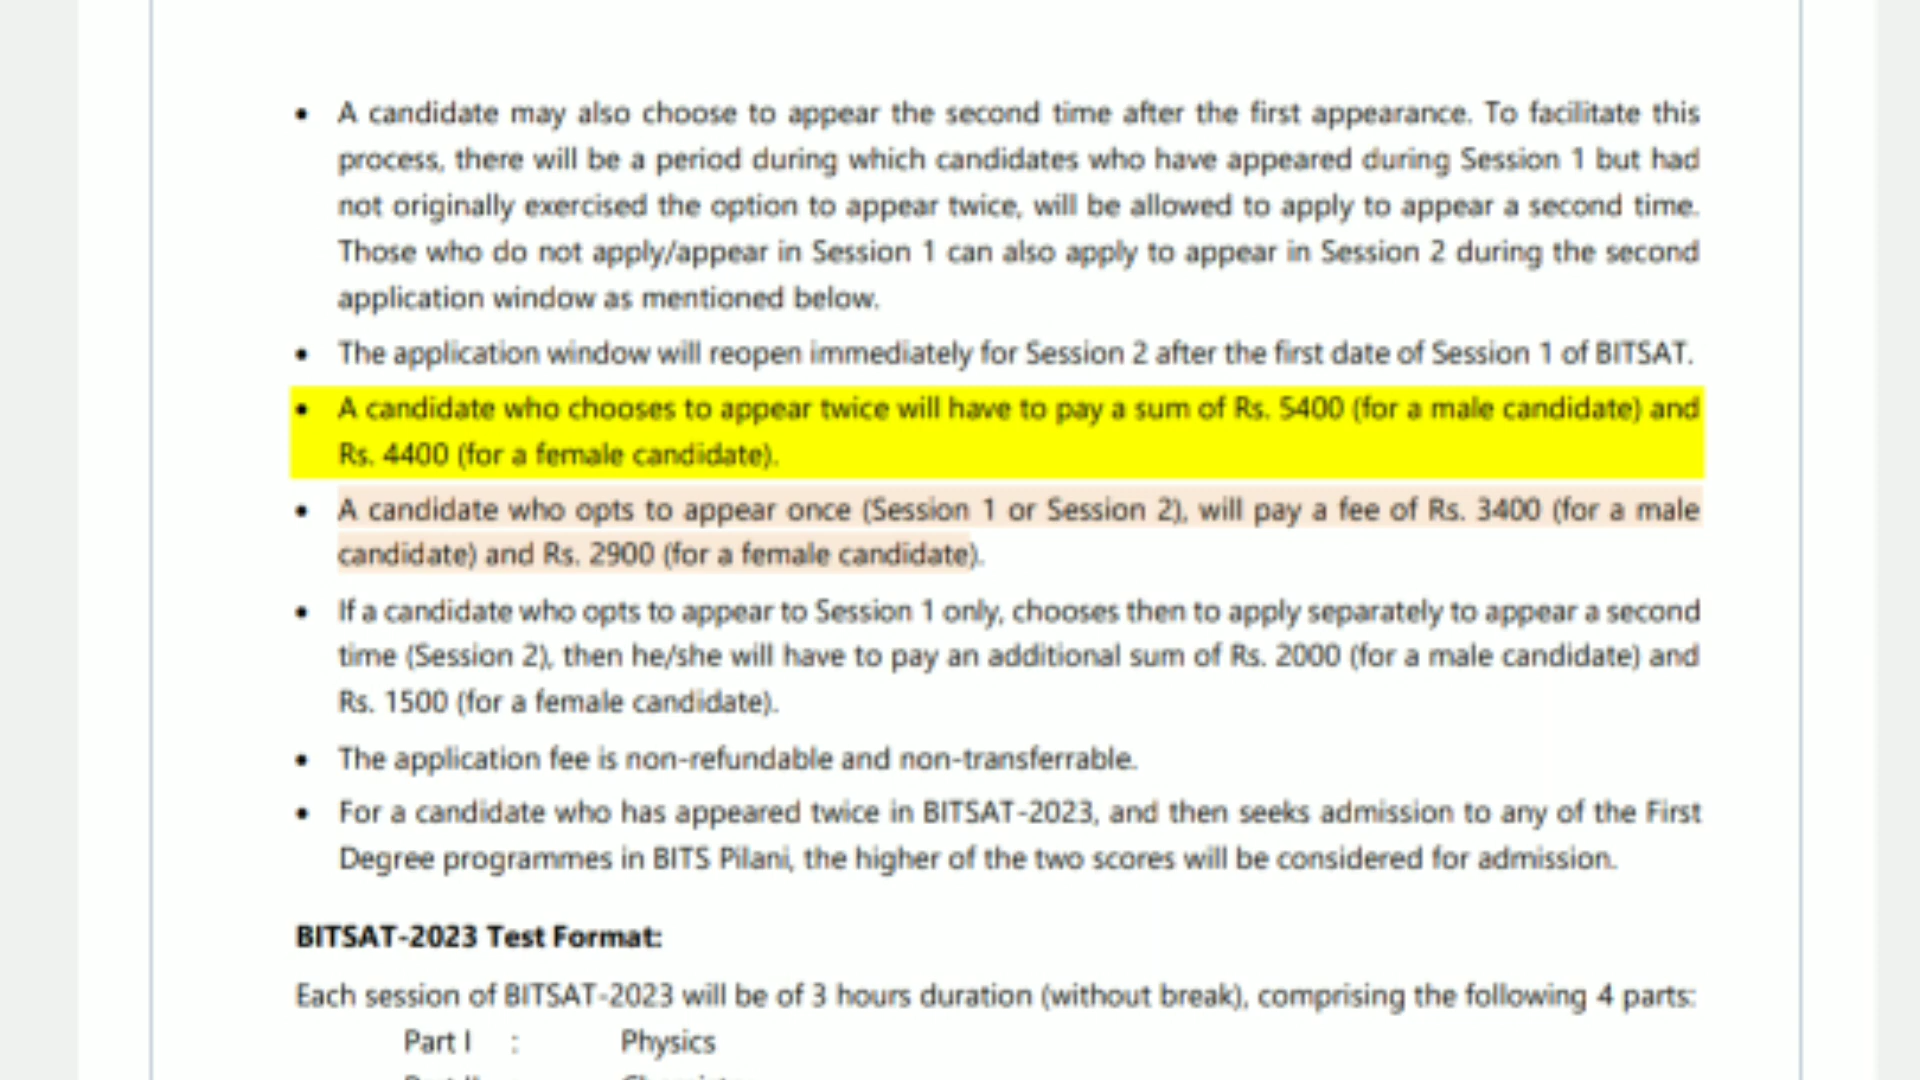 • A candidate may also choose to appear the second time after the first appearance. To facilitate this
process, there will be a period during which candidates who have appeared during Session 1 but had
not originally exercised the option to appear twice, will be allowed to apply to appear a second time.
Those who do not apply/appear in Session 1 can also apply to appear in Session 2 during the second
application window as mentioned below.
• The application window will reopen immediately for Session 2 after the first date of Session 1 of BITSAT.
• A candidate who chooses to appear twice will have to pay a sum of Rs. 5400 (for a male candidate) and
Rs. 4400 (for a female candidate).
• A candidate who opts to appear once (Session 1 or Session 2), will pay a fee of Rs. 3400 (for a male
candidate) and Rs. 2900 (for a female candidate).
• If a candidate who opts to appear to Session 1 only, chooses then to apply separately to appear a second
time (Session 2), then he/she will have to pay an additional sum of Rs. 2000 (for a male candidate) and
Rs. 1500 (for a female candidate).
• The application fee is non-refundable and non-transferrable.
• For a candidate who has appeared twice in BITSAT-2023, and then seeks admission to any of the First
Degree programmes in BITS Pilani, the higher of the two scores will be considered for admission.
BITSAT-2023 Test Format:
Each session of BITSAT-2023 will be of 3 hours duration (without break), comprising the following 4 parts:
Part I : Physics